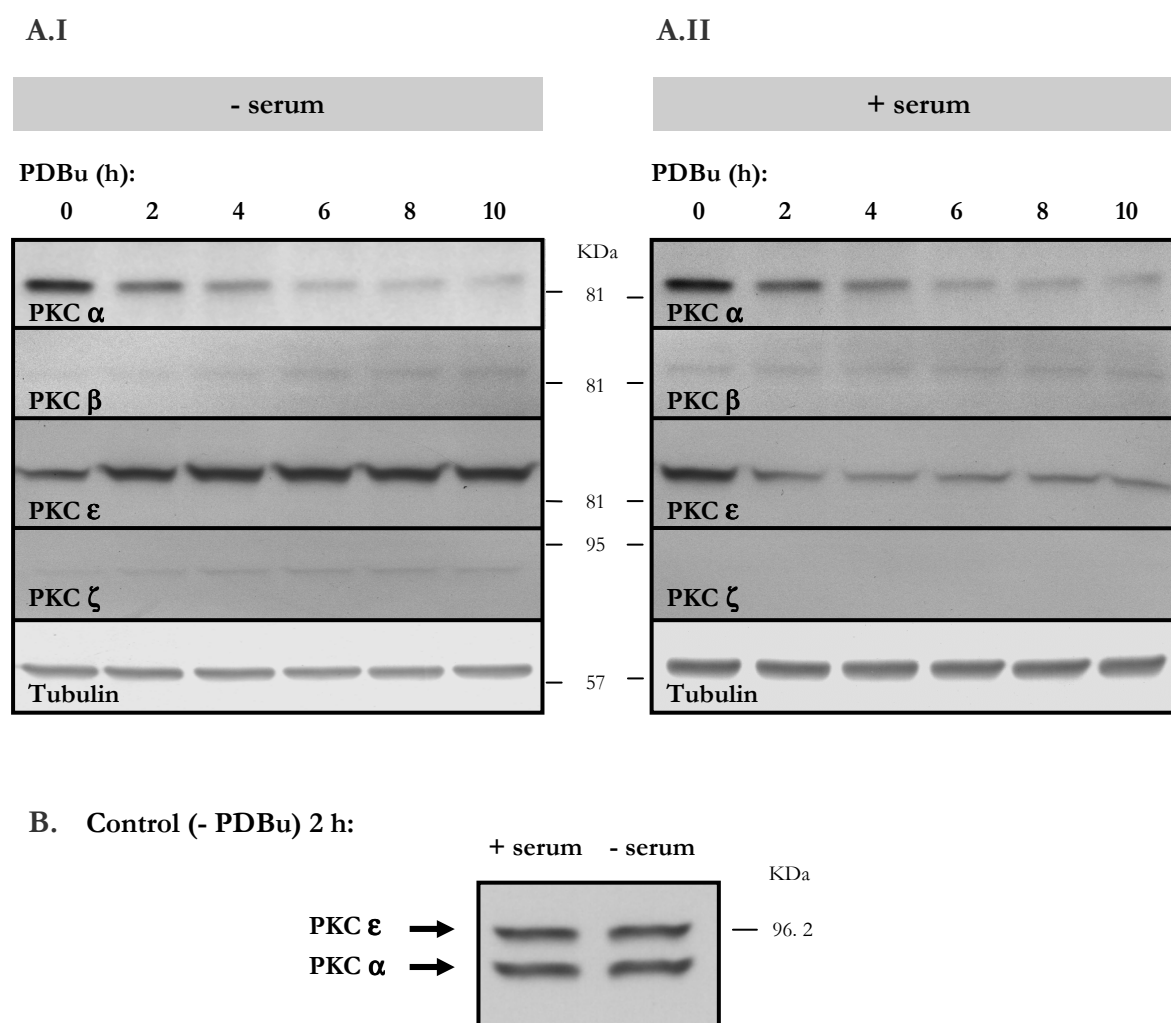 A.I
A.II
- serum
+ serum
PDBu (h):
0 2 4 6 8 10
PDBu (h):
0 2 4 6 8 10
KDa
PKC α
81
PKC α
PKC β
81
PKC β
PKC ε
81
PKC ε
95
PKC ζ
PKC ζ
Tubulin
57
Tubulin
B. Control (- PDBu) 2 h:
+ serum - serum
KDa
PKC ε
96. 2
PKC α